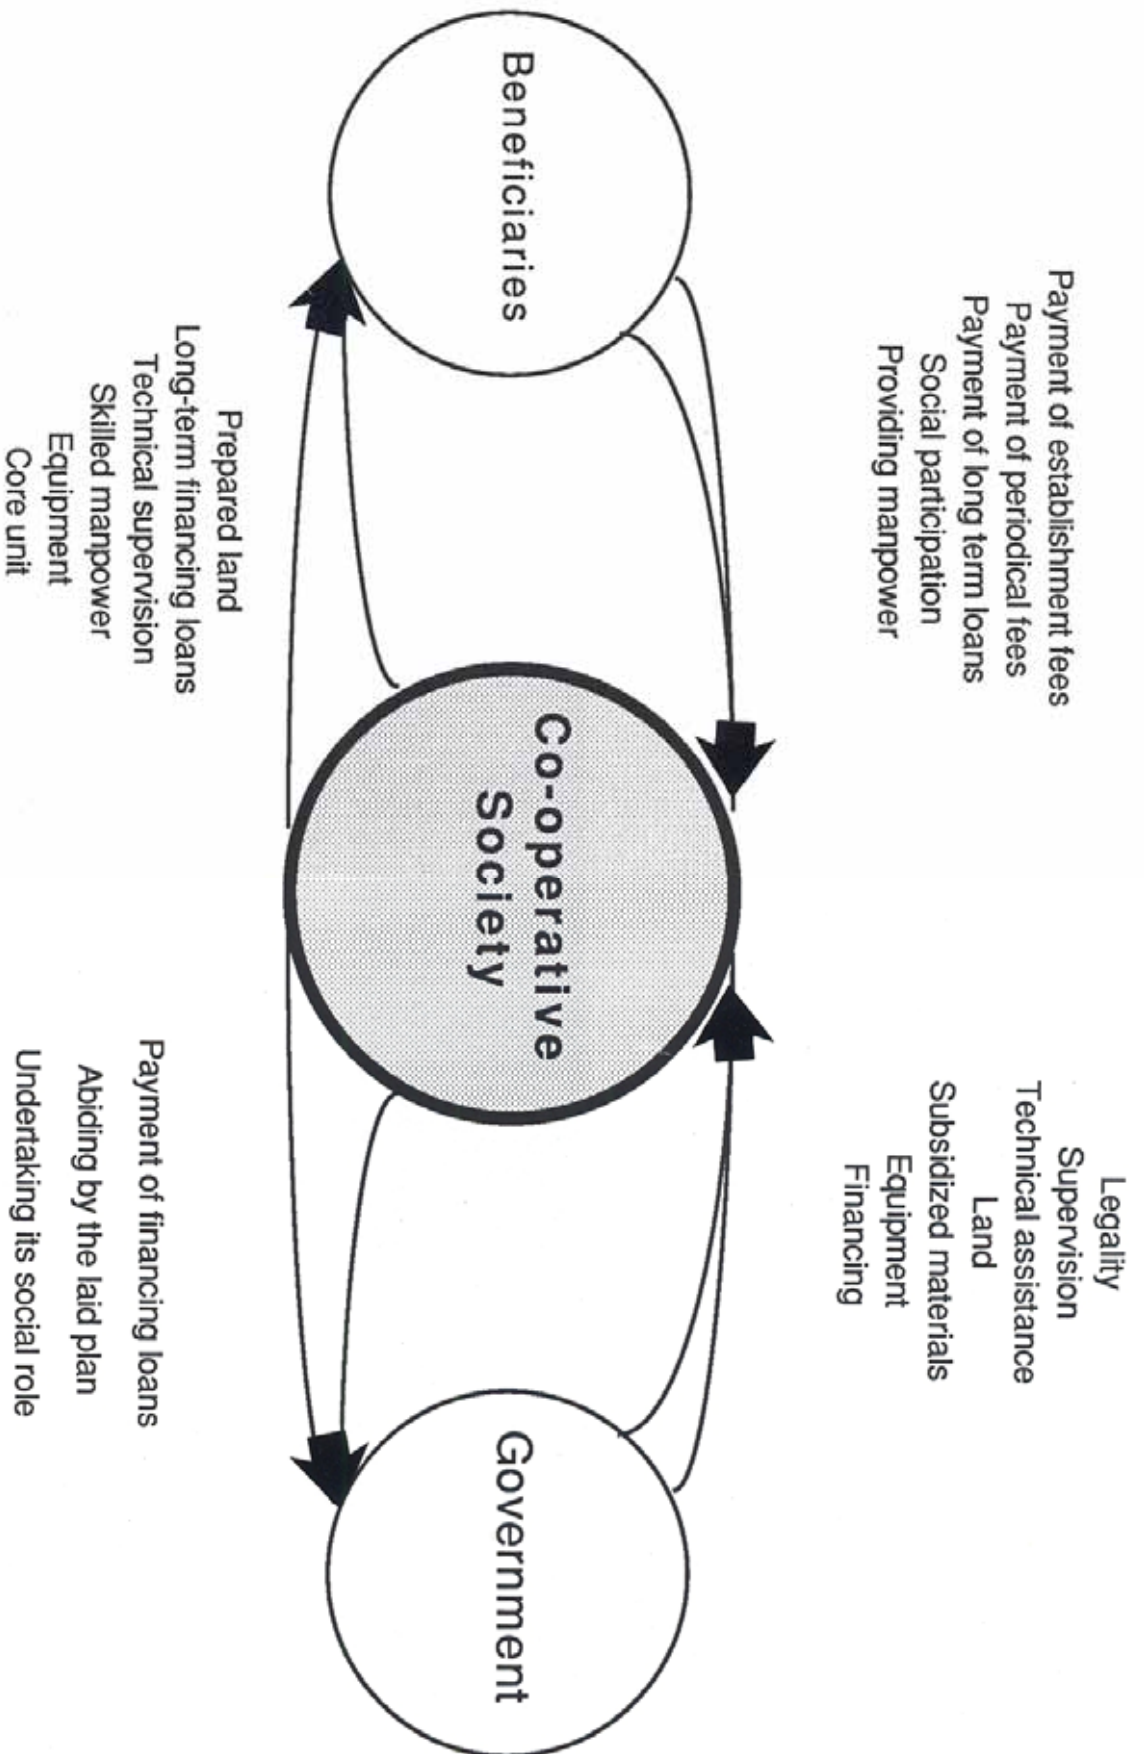 Payment of establishment fees
Payment of periodical fees
Payment of long term loans
Social participation
Providing manpower
Legality
Supervision
Technical assistance
Land
Subsidized materials
Equipment
Financing
Beneficiaries
Co-operative
Society
Government
Prepared land
Long-term financing loans
Technical supervision
Skilled manpower
Equipment
Core unit
Payment of financing loans
Abiding by the laid plan
Undertaking its social role